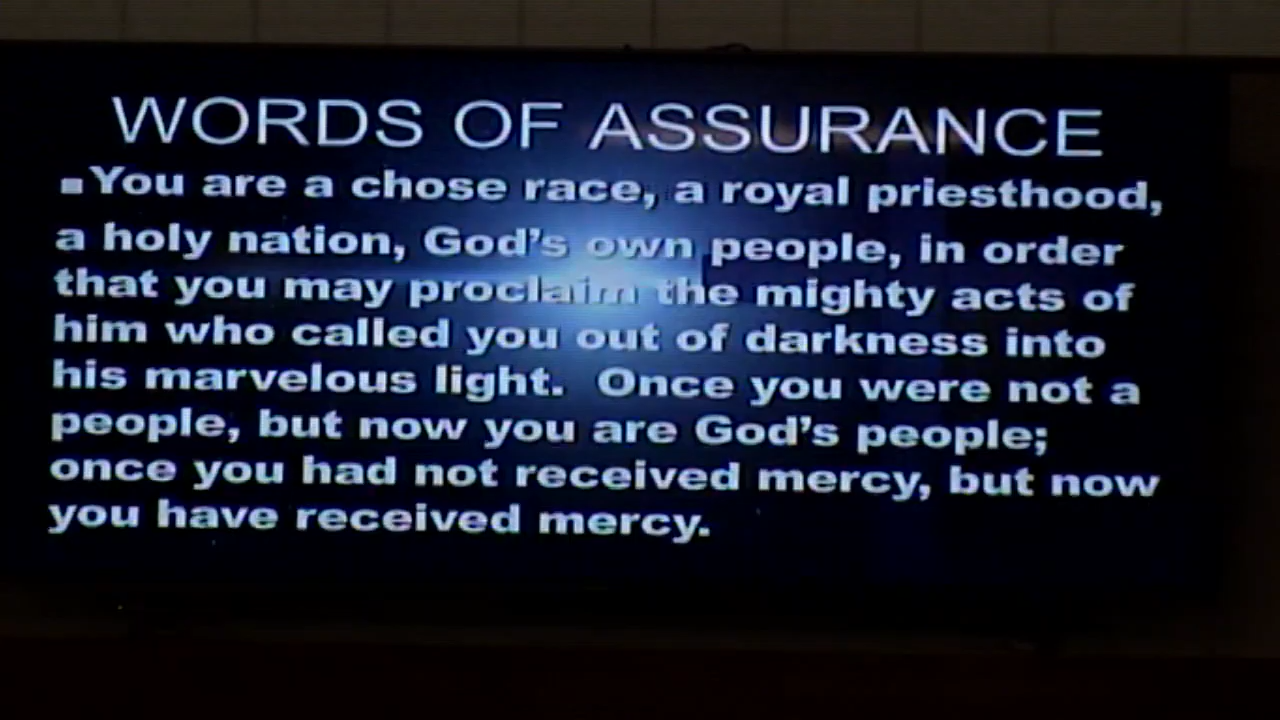 WORDS OF ASSURANCE
▪You are a chose race, a royal priesthood,
a holy nation, God’s own people, in order
that you may proclaim the mighty acts of
him who called you out of darkness into
his marvelous light.  Once you were not a
people, but now you are God’s people;
once you had not received mercy, but now
you have received mercy.